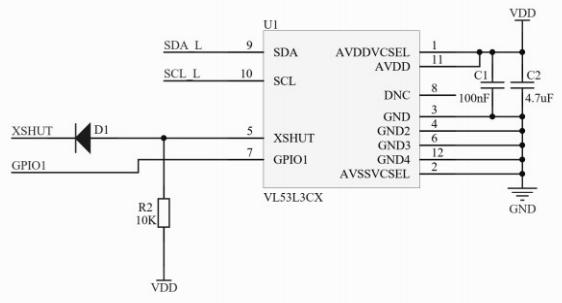 U1
VDD
SDA_L 9 SDA AVDDVCSEL 1
AVDD 11
SCL_L 10 SCL
C1 C2
DNC 8 100nF 4.7uF
GND 3
XSHUT D1 5 XSHUT GND2 4
GND3 6
GPIO1 7 GPIO1 GND4 12
AVSSVCSEL 2
VL53L3CX
R2
10K
GND
VDD